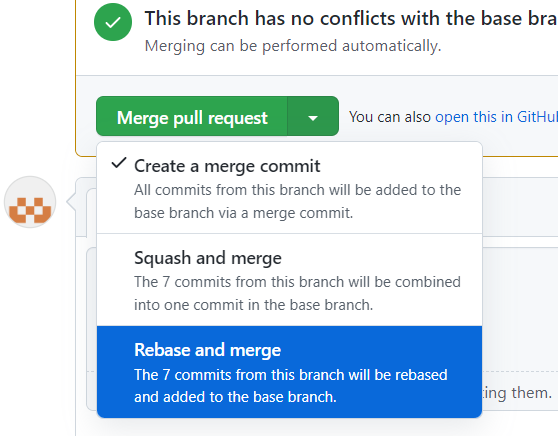 This branch has no conflicts with the base
Merging can be performed automatically.
Merge pull request
You can also open this in
Create a merge commit
All commits from this branch will be added to the
base branch via a merge commit.
Squash and merge
The 7 commits from this branch will be combined
into one commit in the base branch.
Rebase and merge
The 7 commits from this branch will be rebased
and added to the base branch.
them.